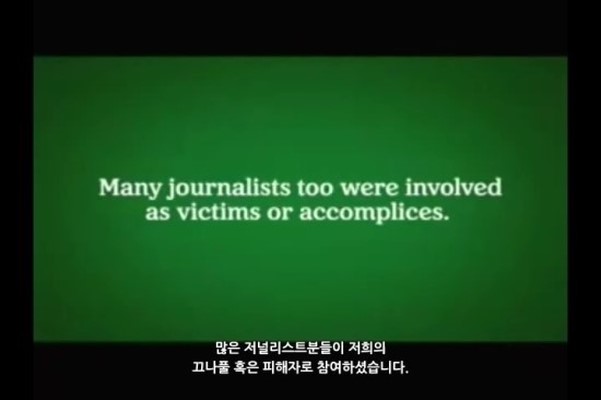 Many journalists too were involved
as victims or accomplices.
많은 저널리스트분들이 저희의
끄나풀 혹은 피해자로 참여하셨습니다.